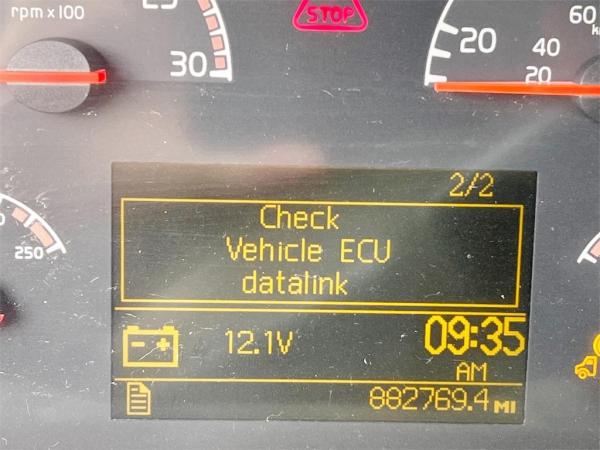 rpm x 100
25
30
STOP
20
60
40
20
250
2/2
Check
Vehicle ECU
datalink
12.1V
09:35
AM
882769.4 MI